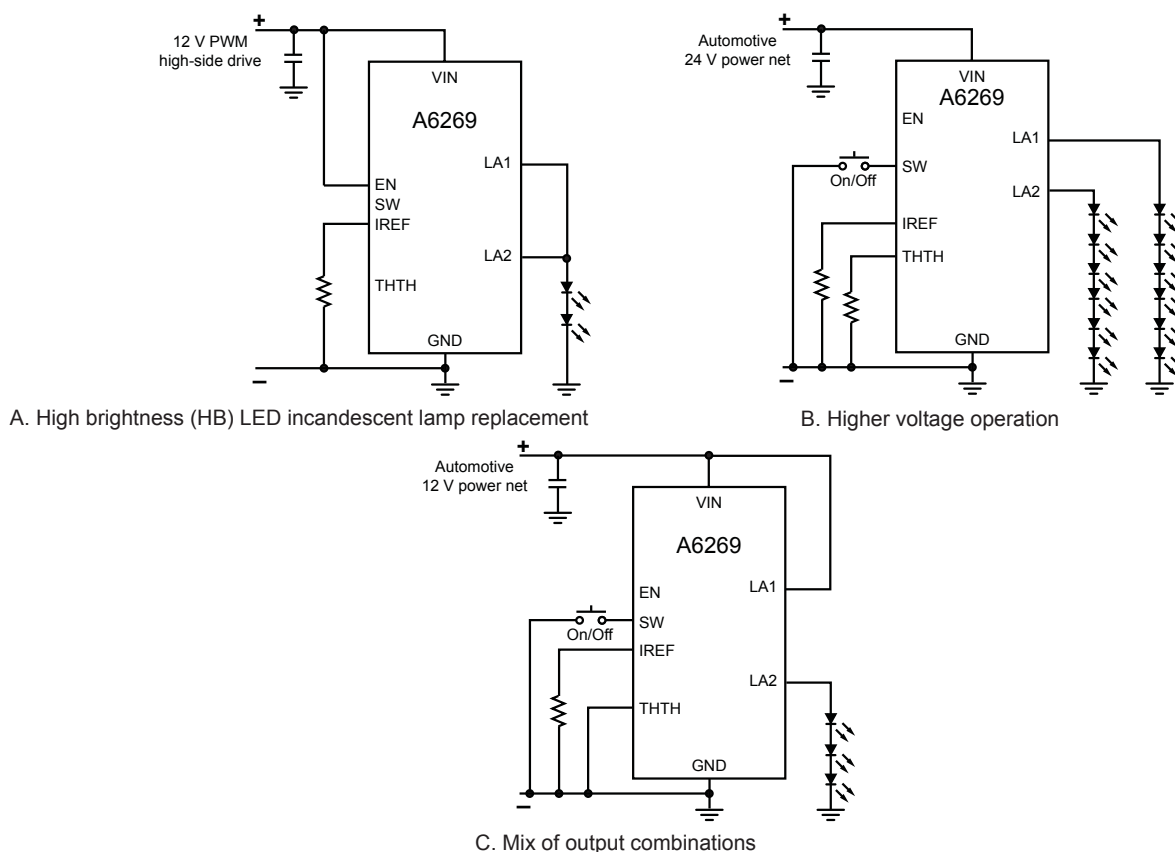 +
12 V PWM
high-side drive
VIN
A6269
LA1
EN
SW
IREF
LA2
THTH
GND
–
A. High brightness (HB) LED incandescent lamp replacement
+
Automotive
24 V power net
VIN
A6269
EN
LA1
SW
On/Off
LA2
IREF
THTH
GND
–
B. Higher voltage operation
+
Automotive
12 V power net
VIN
A6269
EN
LA1
SW
On/Off
IREF
LA2
THTH
GND
–
C. Mix of output combinations